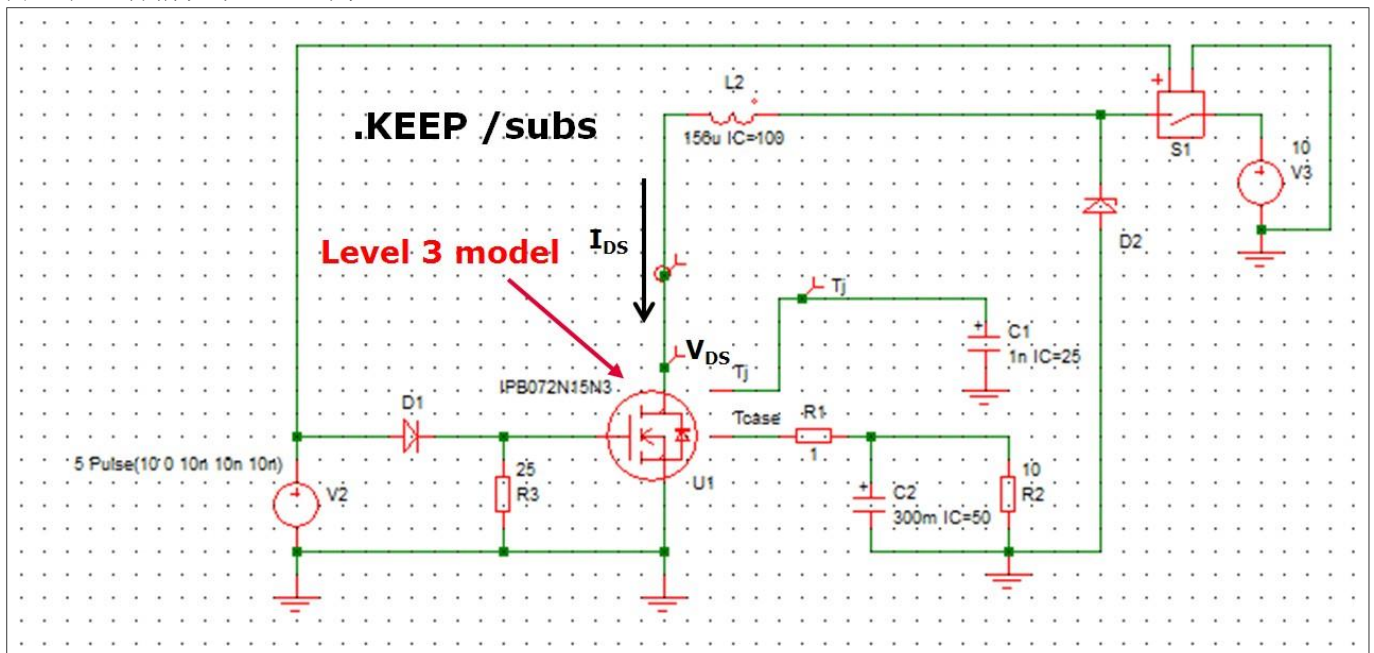 L2
.KEEP /subs
156u IC=100
S1
10
V3
D2
Level 3 model
IDS
Tj
C1
1n IC=25
VDS
Tj
IPB072N15N3
D1
Tcase
R1
1
5 Pulse(10 0 10n 10n 10n)
V2
25
R3
U1
C2
300m IC=50
10
R2